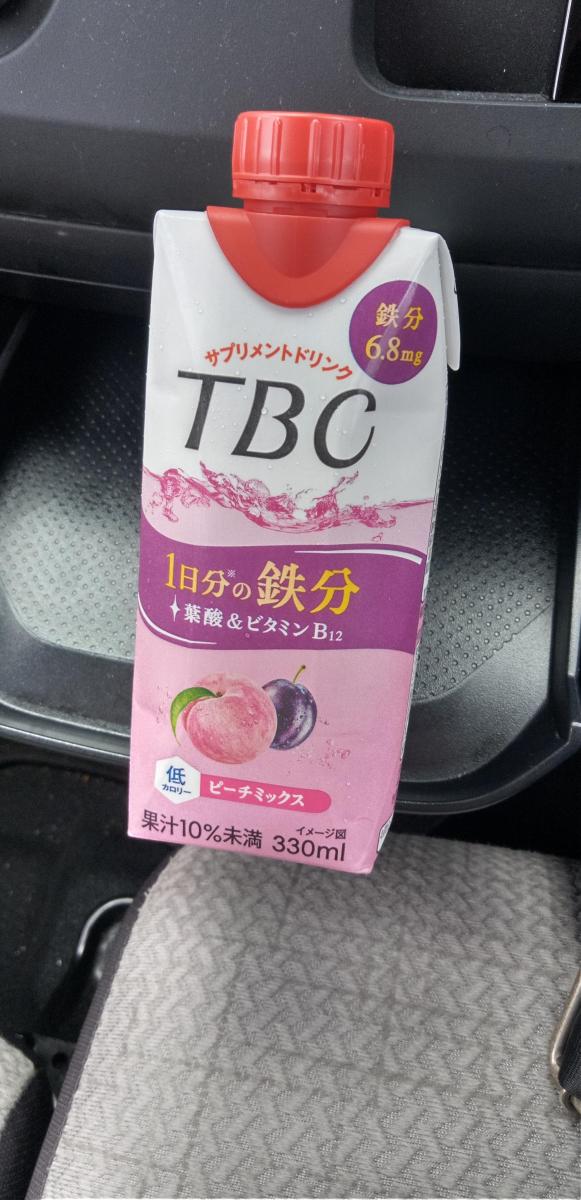 鉄分
6.8mg
サプリメントドリンク
TBC
1日分※の鉄分
葉酸&ビタミンB12
低
カロリー
ピーチミックス
イメージ図
果汁10%未満 330ml